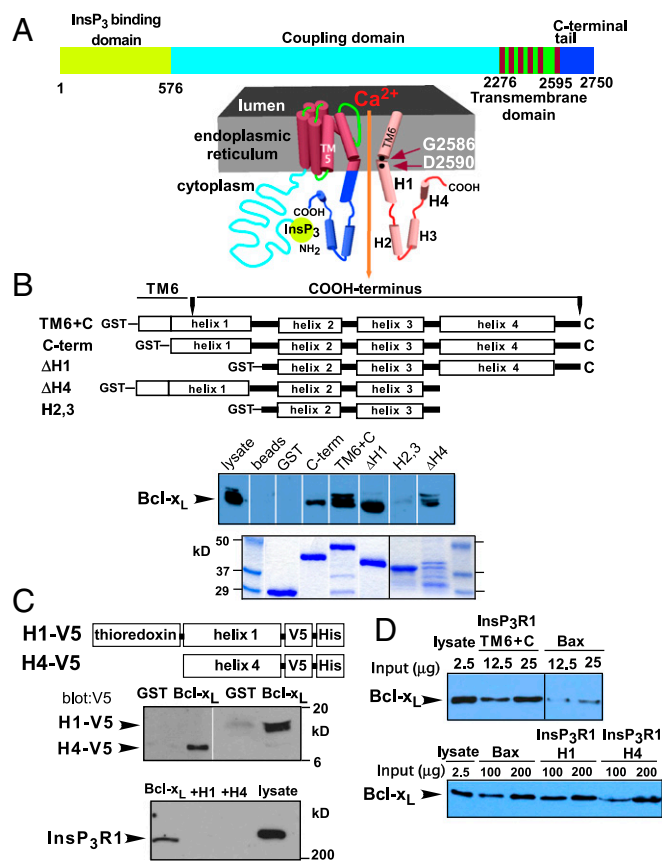 A
InsP3 binding domain
Coupling domain
C-terminal tail
1
576
2276
2595
2750
Transmembrane domain
lumen
Ca2+
endoplasmic reticulum
TM5
TM6
G2586
D2590
cytoplasm
H1
H4
COOH
COOH
InsP3
NH2
H2
H3
B
TM6
COOH-terminus
TM6+C GST helix 1 helix 2 helix 3 helix 4 C
C-term GST helix 1 helix 2 helix 3 helix 4 C
ΔH1 GST helix 2 helix 3 helix 4 C
ΔH4 GST helix 1 helix 2 helix 3
H2,3 GST helix 2 helix 3
lysate beads GST C-term TM6+C ΔH1 H2,3 ΔH4
Bcl-xL
kD
50
37
29
C
H1-V5 thioredoxin helix 1 V5 His
H4-V5 helix 4 V5 His
blot:V5
GST Bcl-xL GST Bcl-xL
20
H1-V5
kD
H4-V5
6
Bcl-xL +H1 +H4 lysate
kD
InsP3R1
200
D
lysate InsP3R1 TM6+C Bax
Input (µg) 2.5 12.5 25 12.5 25
Bcl-xL
lysate Bax InsP3R1 H1 InsP3R1 H4
Input (µg) 2.5 100 200 100 200 100 200
Bcl-xL